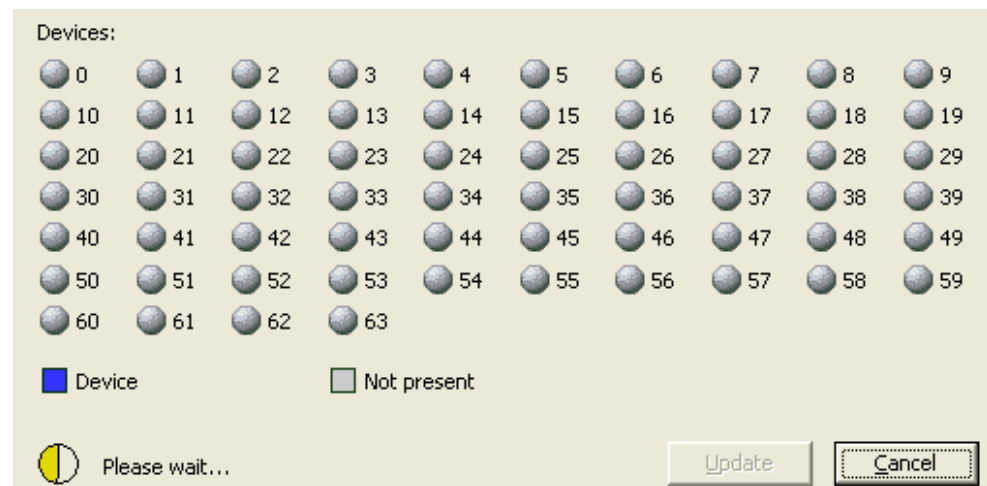 Devices:
0 1 2 3 4 5 6 7 8 9
10 11 12 13 14 15 16 17 18 19
20 21 22 23 24 25 26 27 28 29
30 31 32 33 34 35 36 37 38 39
40 41 42 43 44 45 46 47 48 49
50 51 52 53 54 55 56 57 58 59
60 61 62 63
Device Not present
Please wait... Update Cancel